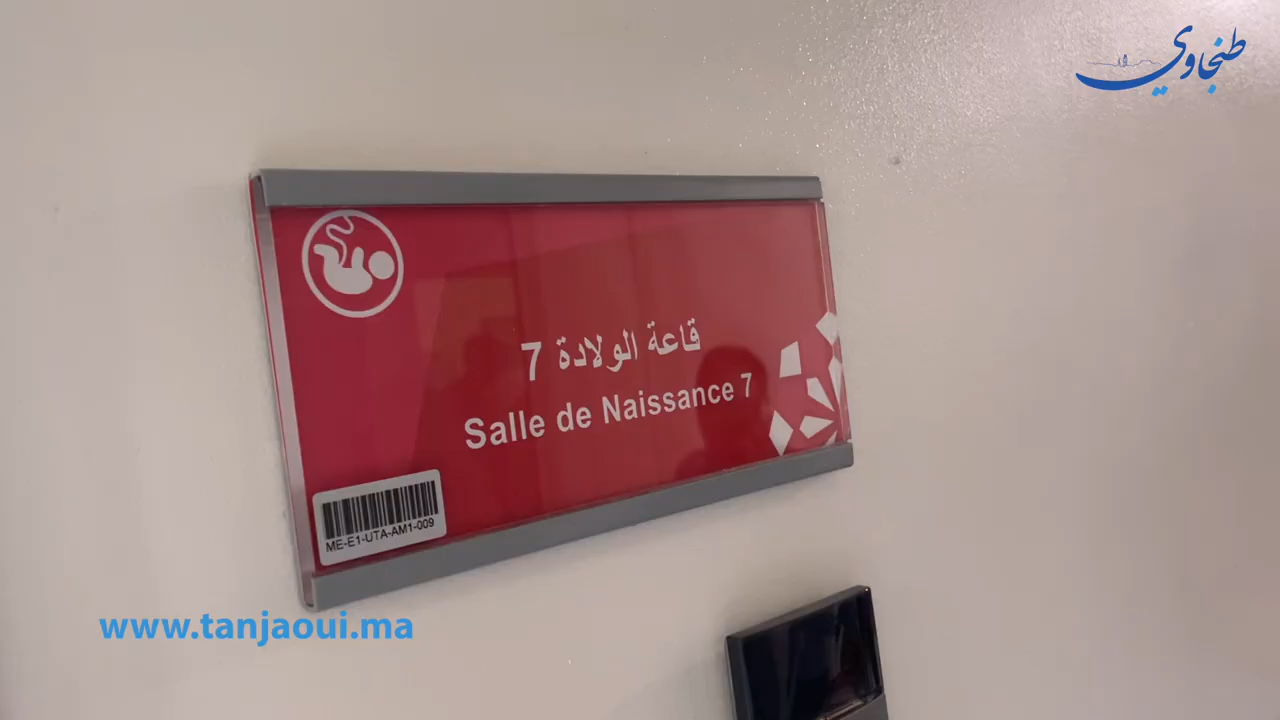 طنجاوي
قاعة الولادة 7
Salle de Naissance 7
ME-E1-UTA-AM1-009
www.tanjaoui.ma